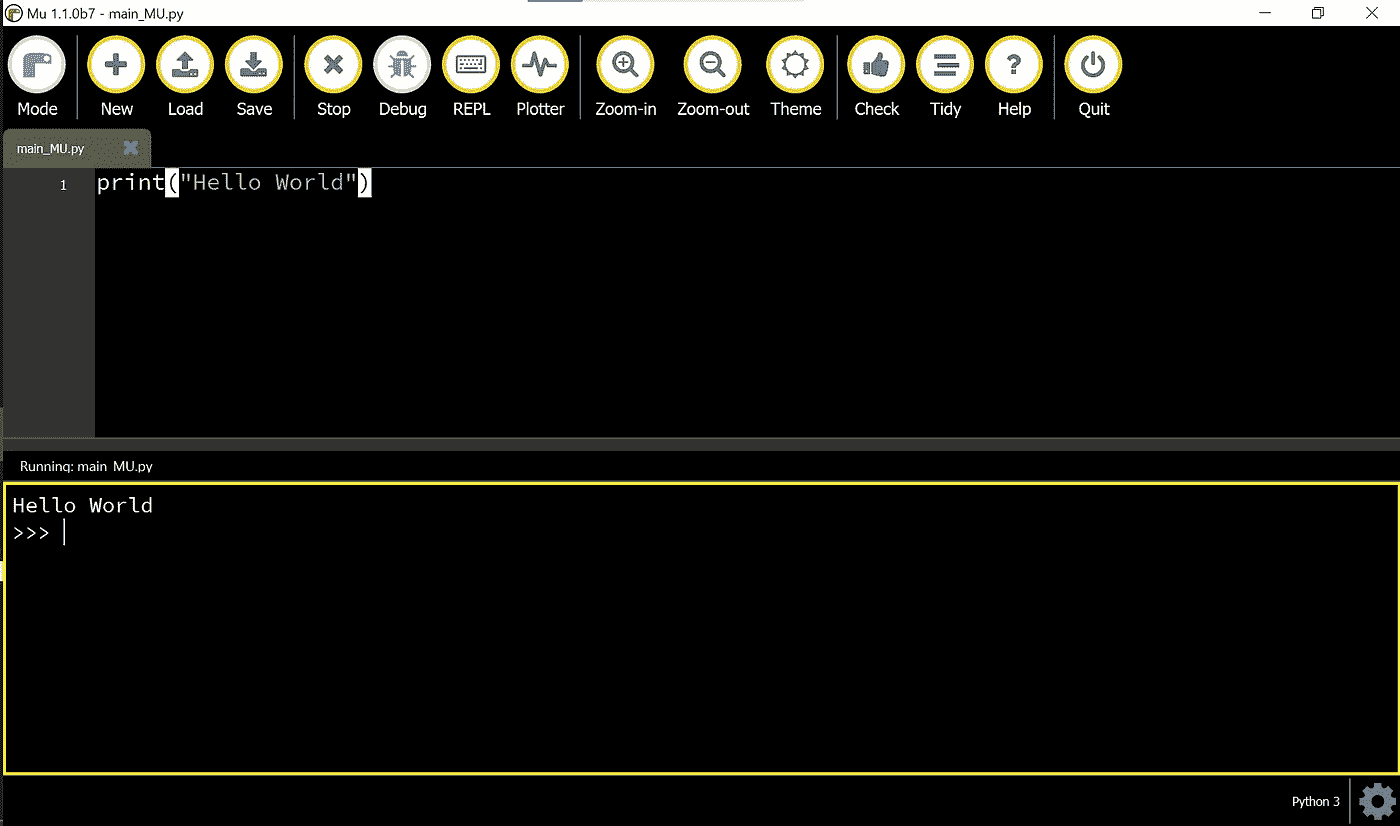 Mu 1.1.0b7 - main_MU.py
Mode New Load Save Stop Debug REPL Plotter Zoom-in Zoom-out Theme Check Tidy Help Quit
main_MU.py
1 print("Hello World")
Running: main_MU.py
Hello World
>>>
Python 3